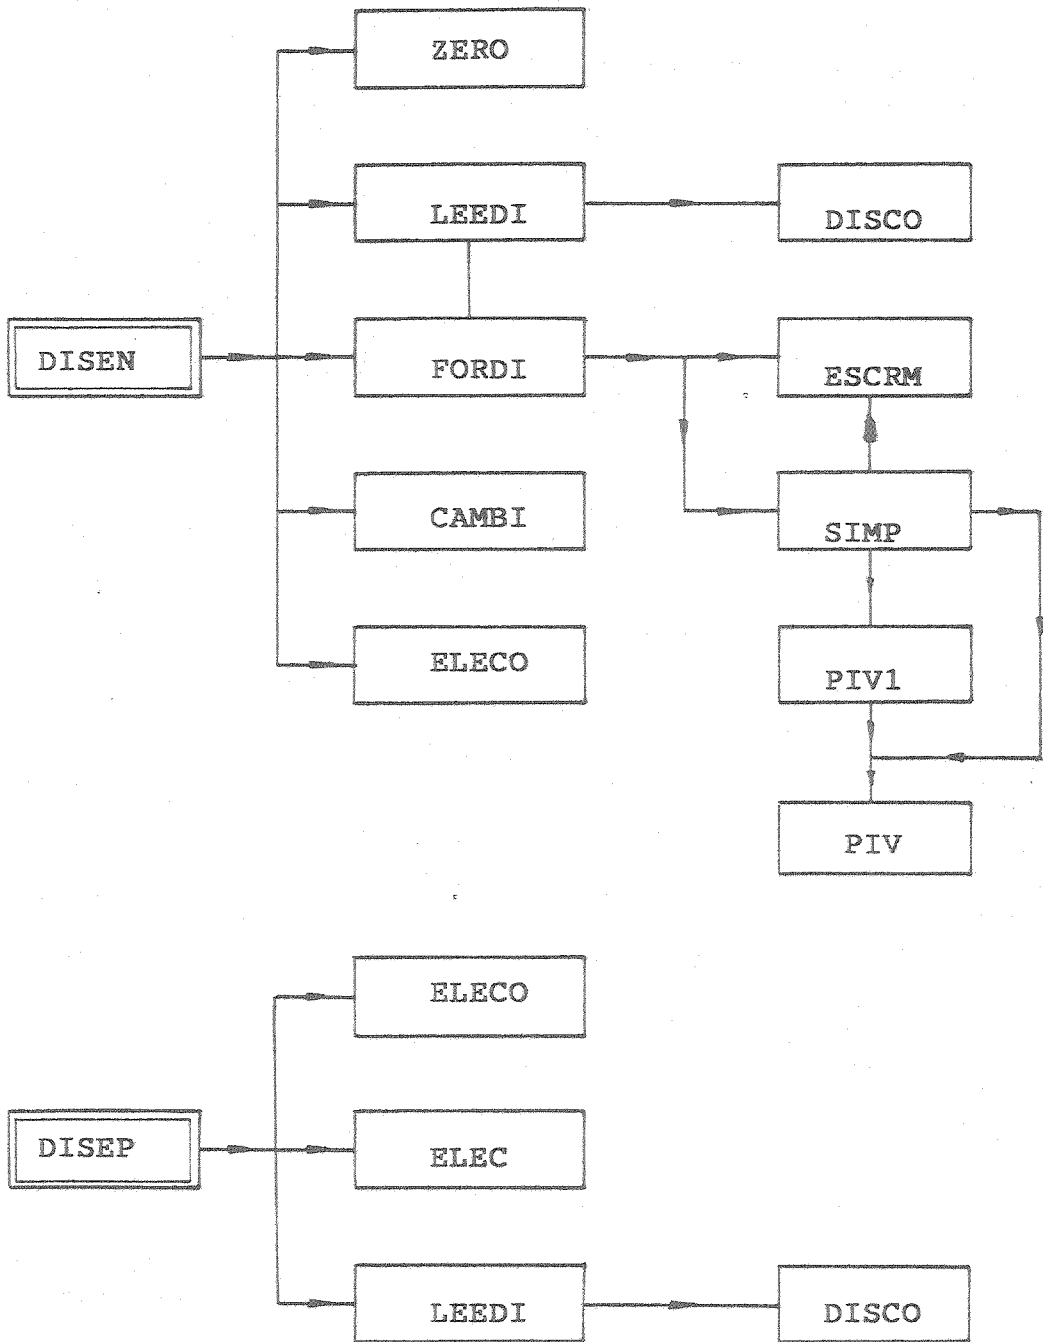 ZERO
LEEDI
DISCO
DISEN
FORDI
ESCRM
CAMBI
SIMP
ELECO
PIV1
PIV
ELECO
DISEP
ELEC
LEEDI
DISCO